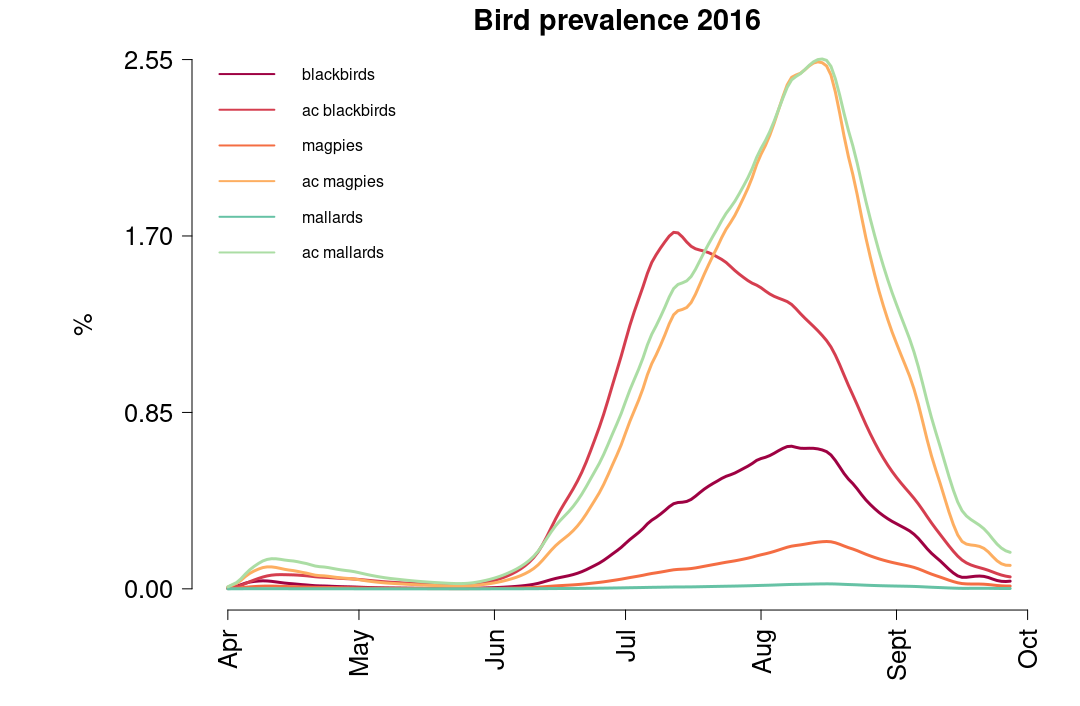 Bird prevalence 2016
2.55
1.70
0.85
0.00
%
blackbirds
ac blackbirds
magpies
ac magpies
mallards
ac mallards
Apr
May
Jun
Jul
Aug
Sept
Oct